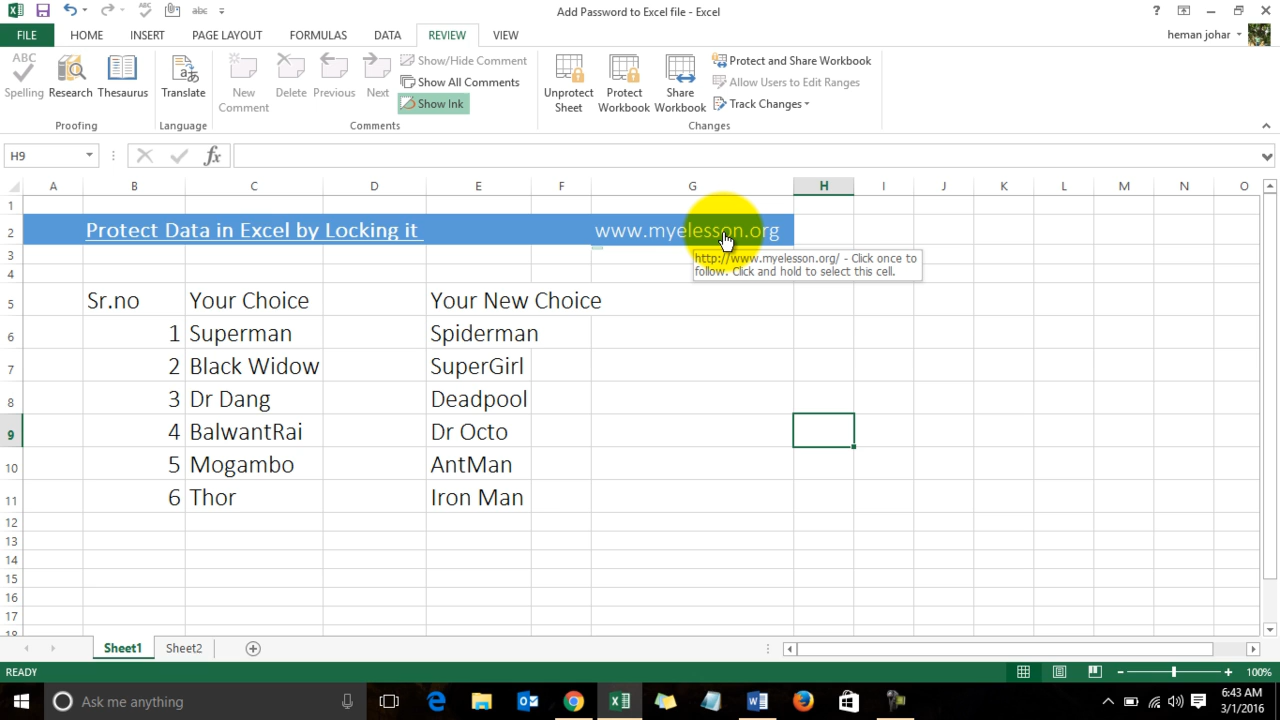 Add Password to Excel file - Excel
FILE HOME INSERT PAGE LAYOUT FORMULAS DATA REVIEW VIEW heman johar
ABC Spelling Research Thesaurus Translate New Comment Delete Previous Next Show/Hide Comment Show All Comments Show Ink
Unprotect Sheet Protect Workbook Share Workbook Protect and Share Workbook Allow Users to Edit Ranges Track Changes
Proofing Language Comments Changes
H9 fx
A B C D E F G H I J K L M N O
1
2 Protect Data in Excel by Locking it www.myelesson.org
3 http://www.myelesson.org/ - Click once to
4 follow. Click and hold to select this cell.
5 Sr.no Your Choice Your New Choice
6 1 Superman Spiderman
7 2 Black Widow SuperGirl
8 3 Dr Dang Deadpool
9 4 BalwantRai Dr Octo
10 5 Mogambo AntMan
11 6 Thor Iron Man
12
13
14
15
16
17
18
Sheet1 Sheet2
READY 100%
Ask me anything 6:43 AM
3/1/2016